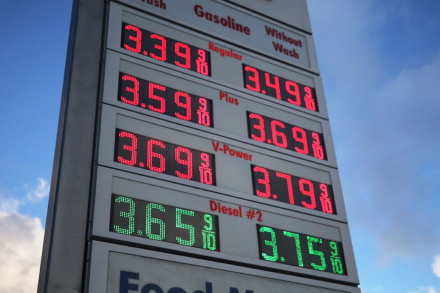 Wash Gasoline Without Wash
Regular
3.39 9/10 3.49 9/10
Plus
3.59 9/10 3.69 9/10
V-Power
3.69 9/10 3.79 9/10
Diesel #2
3.65 9/10 3.75 9/10
Food